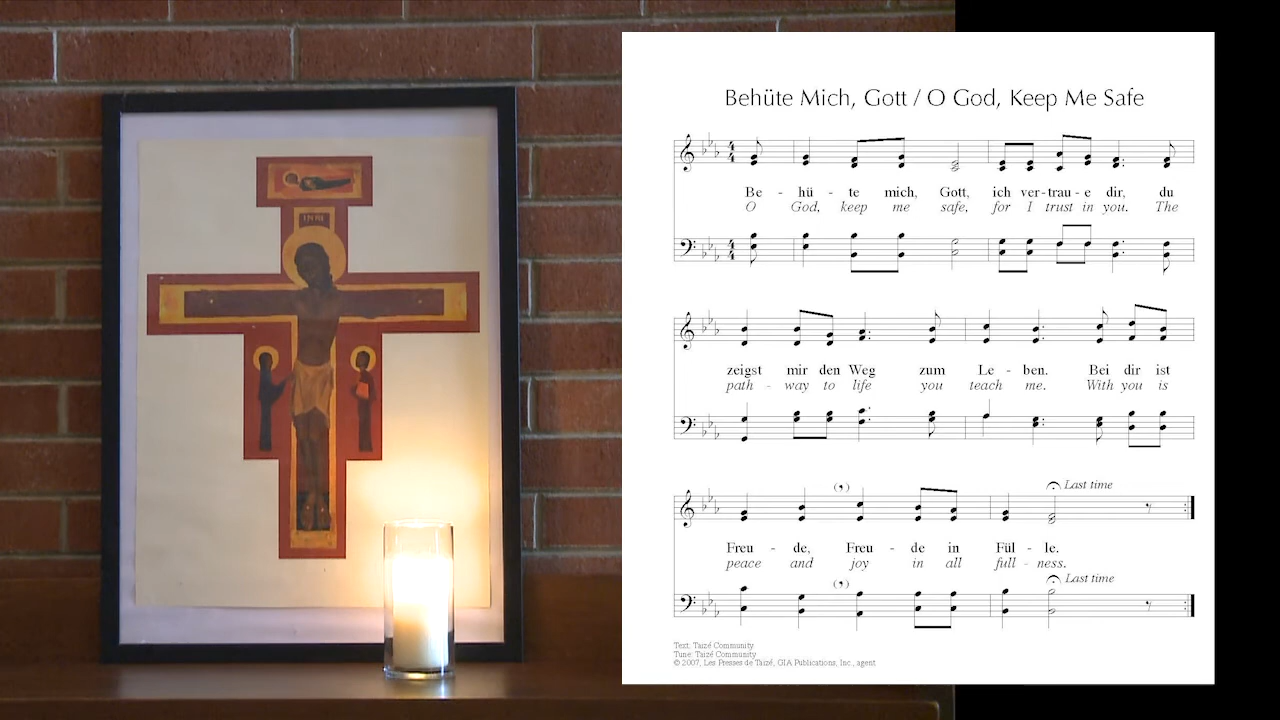 INRI
Behüte Mich, Gott / O God, Keep Me Safe
Be - hü - te mich, Gott, ich ver-trau - e dir, du
O God, keep me safe, for I trust in you. The
zeigst mir den Weg zum Le - ben. Bei dir ist
path - way to life you teach me. With you is
Last time
Freu - de, Freu - de in Fül - le.
peace and joy in all full - ness.
Last time
Text: Taizé Community
Tune: Taizé Community
© 2007, Les Presses de Taizé, GIA Publications, Inc., agent